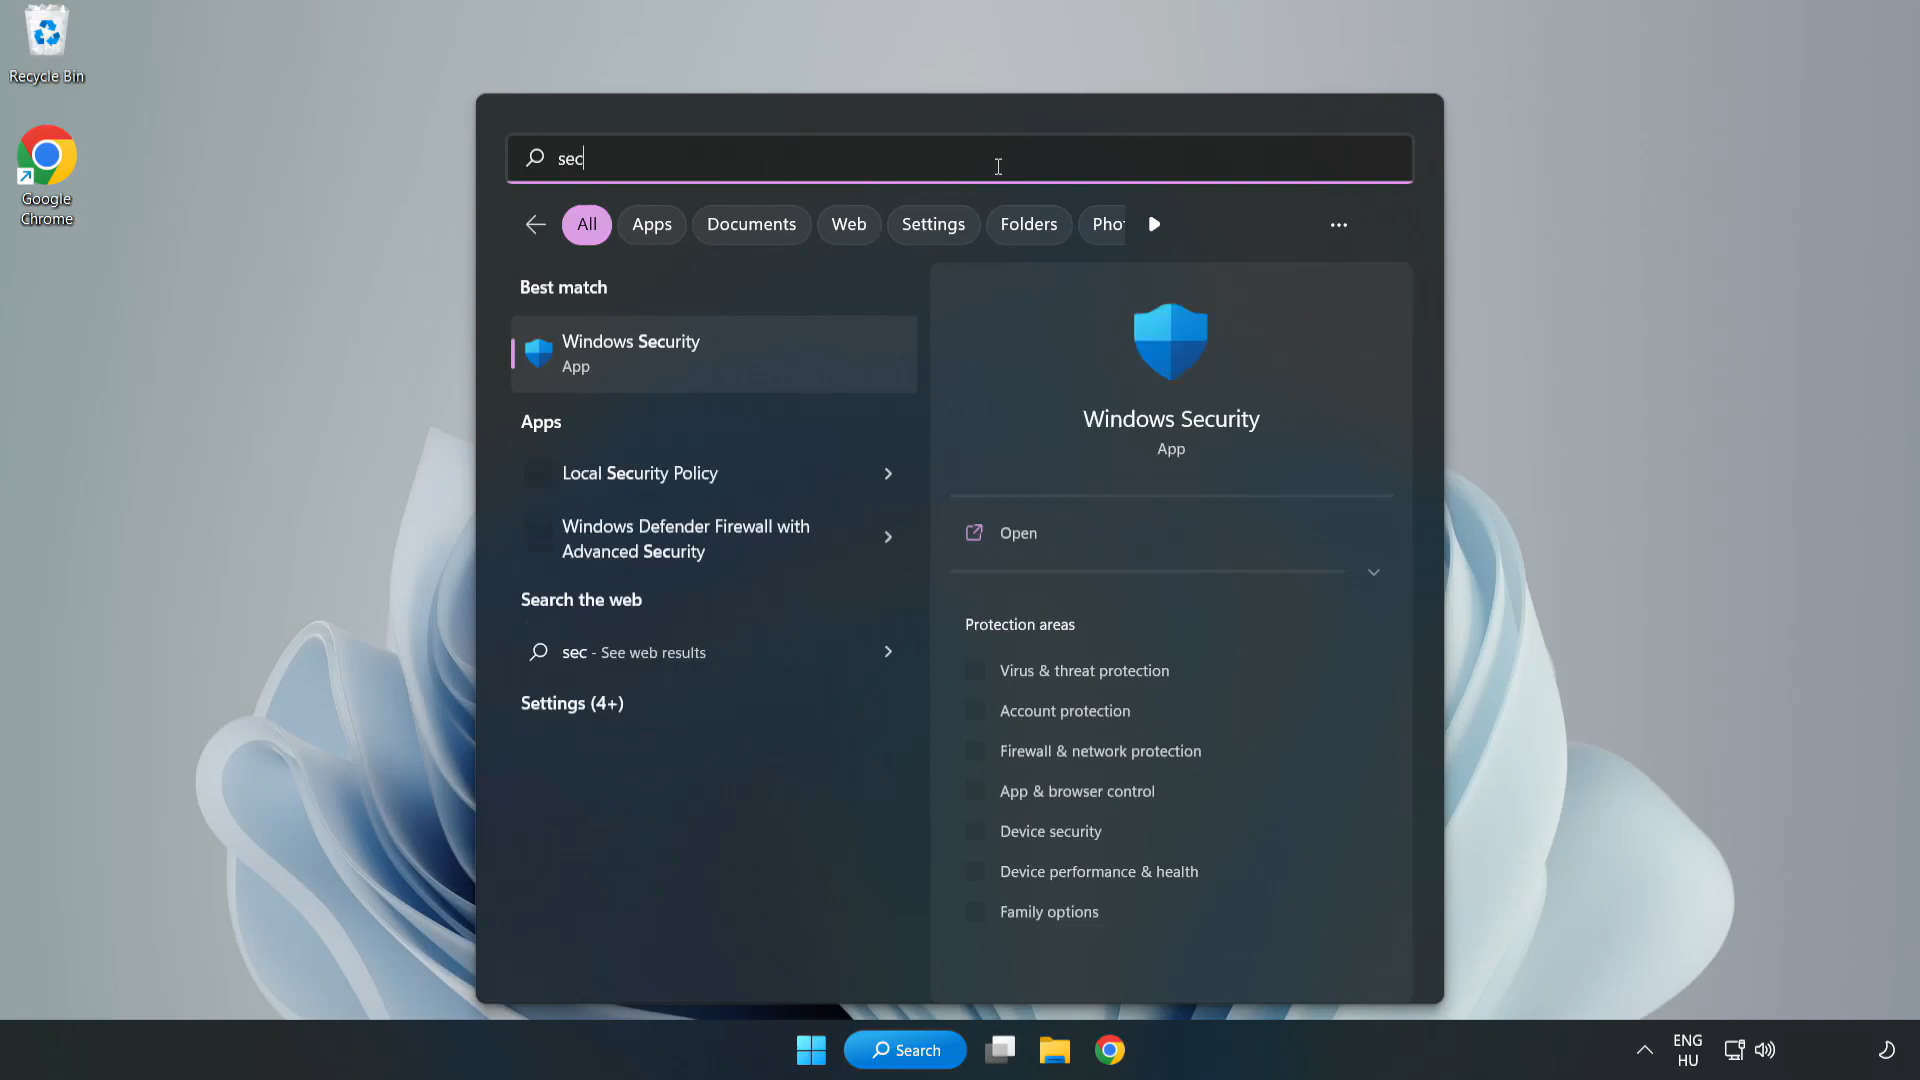 Recycle Bin
Google
Chrome
sec
All
Apps
Documents
Web
Settings
Folders
Pho
Best match
Windows Security
App
Apps
Local Security Policy
Windows Defender Firewall with
Advanced Security
Search the web
sec - See web results
Settings (4+)
Windows Security
App
Open
Protection areas
Virus & threat protection
Account protection
Firewall & network protection
App & browser control
Device security
Device performance & health
Family options
Search
ENG
HU